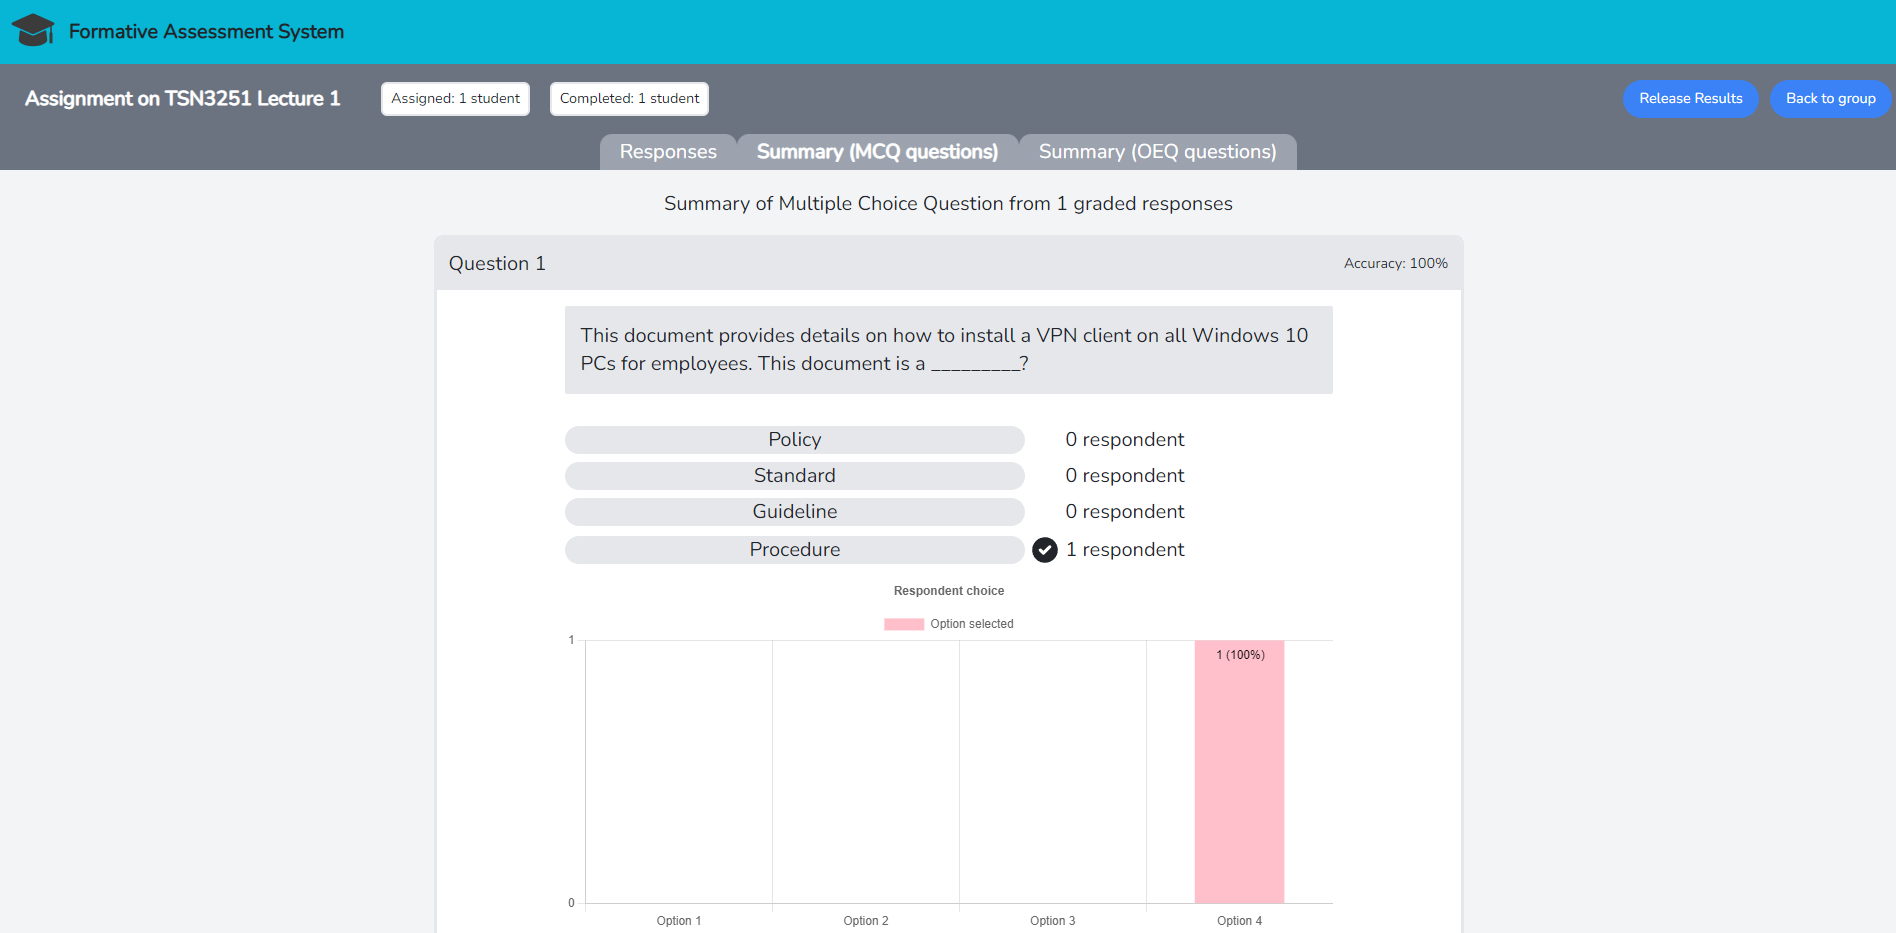 Formative Assessment System
Assignment on TSN3251 Lecture 1
Assigned: 1 student
Completed: 1 student
Release Results
Back to group
Responses
Summary (MCQ questions)
Summary (OEQ questions)
Summary of Multiple Choice Question from 1 graded responses
Question 1
Accuracy: 100%
This document provides details on how to install a VPN client on all Windows 10
PCs for employees. This document is a _________?
Policy
0 respondent
Standard
0 respondent
Guideline
0 respondent
Procedure
1 respondent
Respondent choice
Option selected
1
1 (100%)
0
Option 1
Option 2
Option 3
Option 4